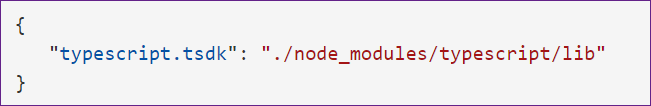 {
"typescript.tsdk": "./node_modules/typescript/lib"
}